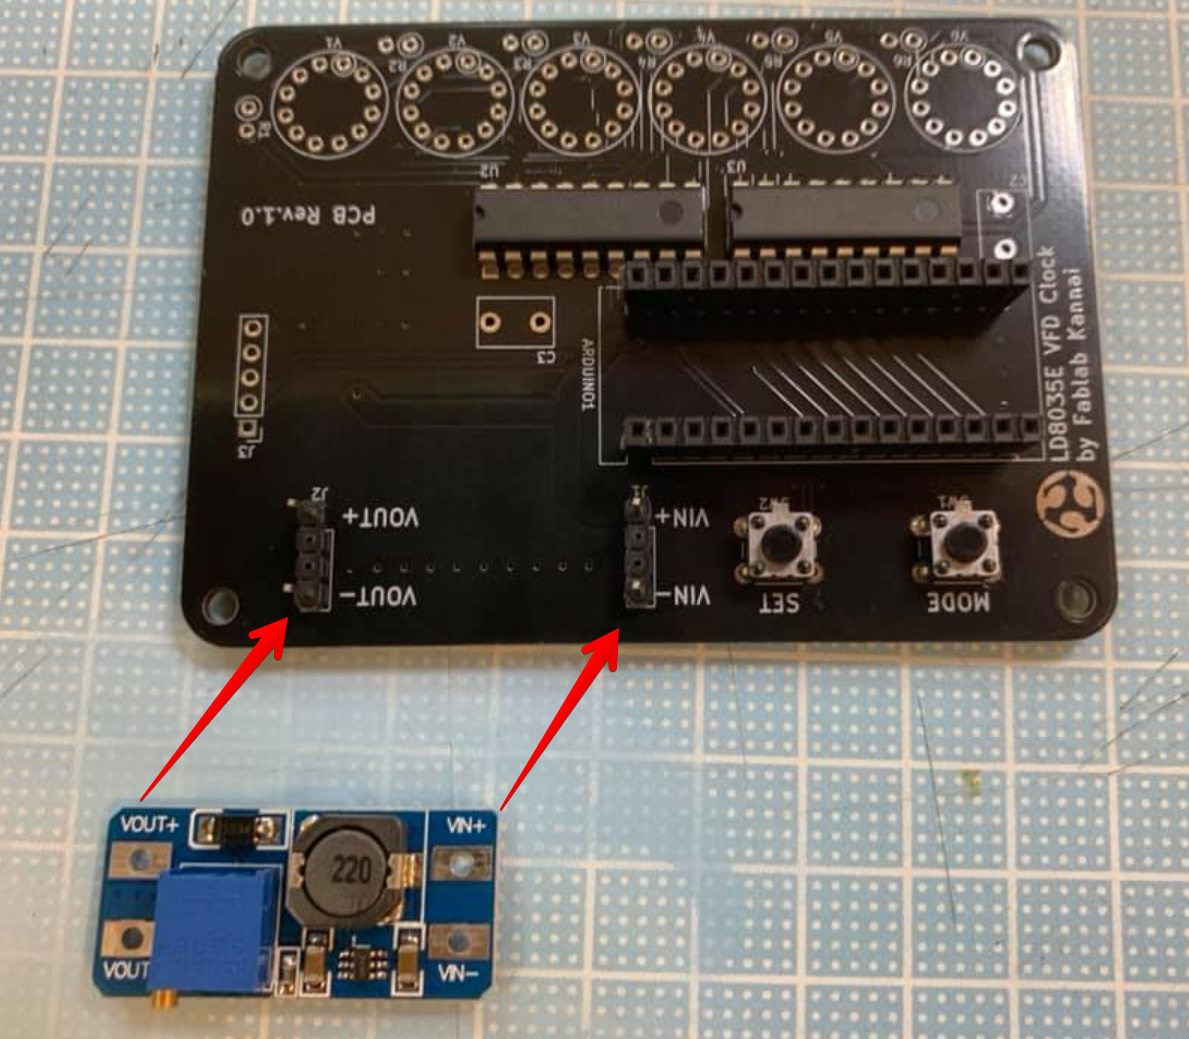 V1
V2
V3
V4
V5
V6
R2
R3
R4
R5
R6
R1
U2
U3
C2
PCB Rev.1.0
C3
ARDUINO1
LD8035E VFD Clock
by Fablab Kannai
J3
J2
J1
SW2
SW1
VOUT+
VIN+
VOUT-
VIN-
SET
MODE
VOUT+
VIN+
220
VOUT
VIN-